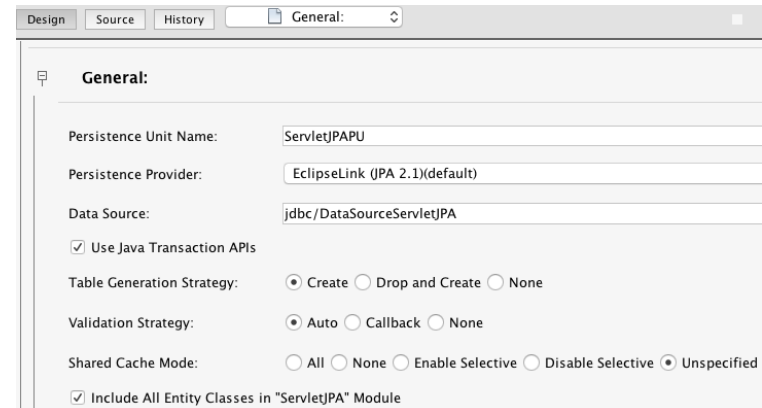 Design Source History General:
General:
Persistence Unit Name: ServletJPAPU
Persistence Provider: EclipseLink (JPA 2.1)(default)
Data Source: jdbc/DataSourceServletJPA
Use Java Transaction APIs
Table Generation Strategy: Create Drop and Create None
Validation Strategy: Auto Callback None
Shared Cache Mode: All None Enable Selective Disable Selective Unspecified
Include All Entity Classes in "ServletJPA" Module